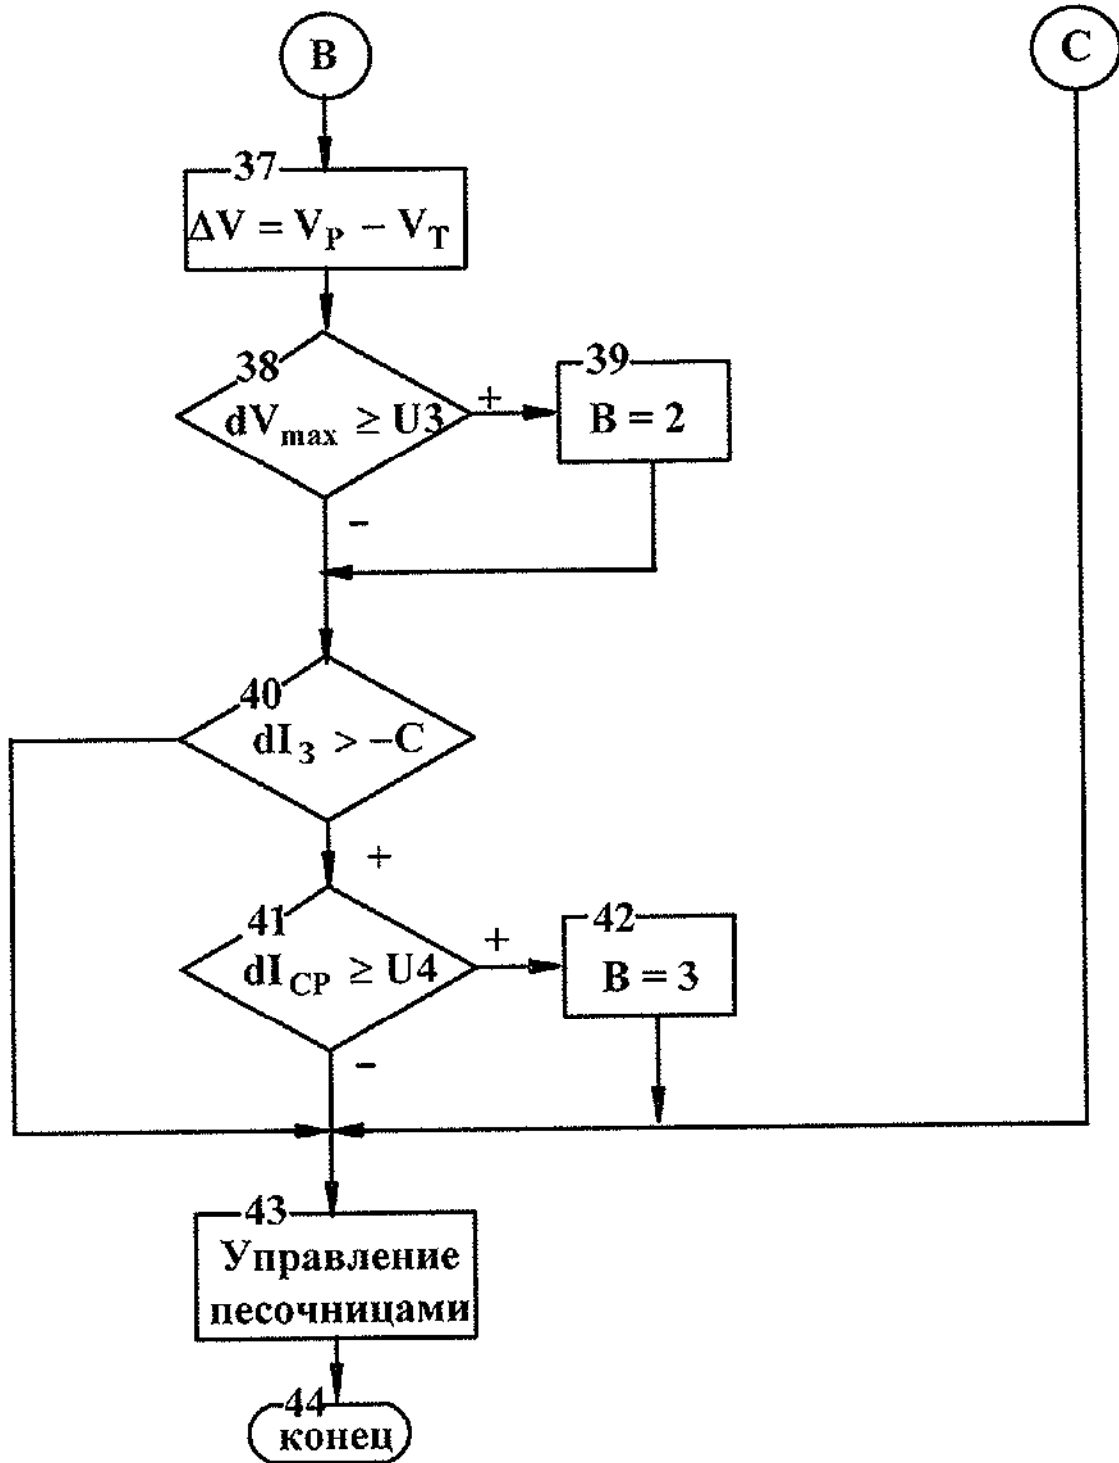 В
С
37
ΔV = V_P − V_T
38
dV_max ≥ U3
+
39
B = 2
−
40
dI_3 > −C
+
41
dI_CP ≥ U4
+
42
B = 3
−
43
Управление
песочницами
44
конец